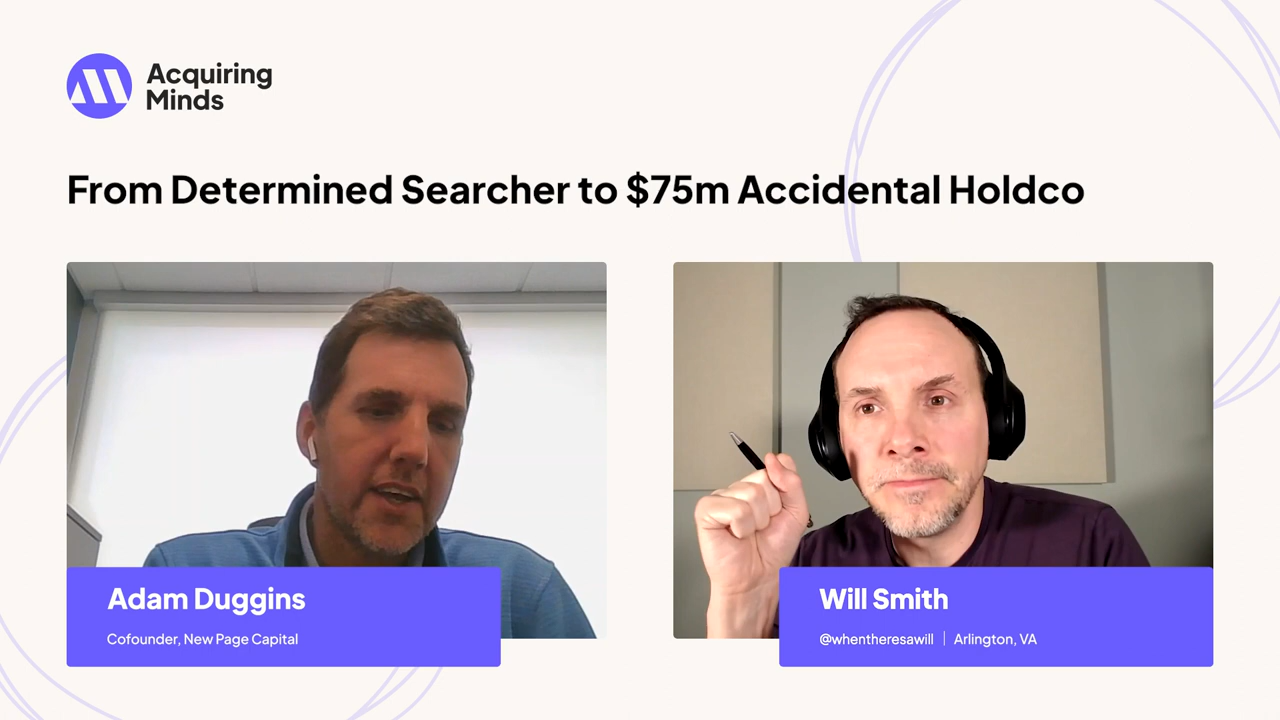 Acquiring
Minds
From Determined Searcher to $75m Accidental Holdco
Adam Duggins
Cofounder, New Page Capital
Will Smith
@whentheresawill | Arlington, VA